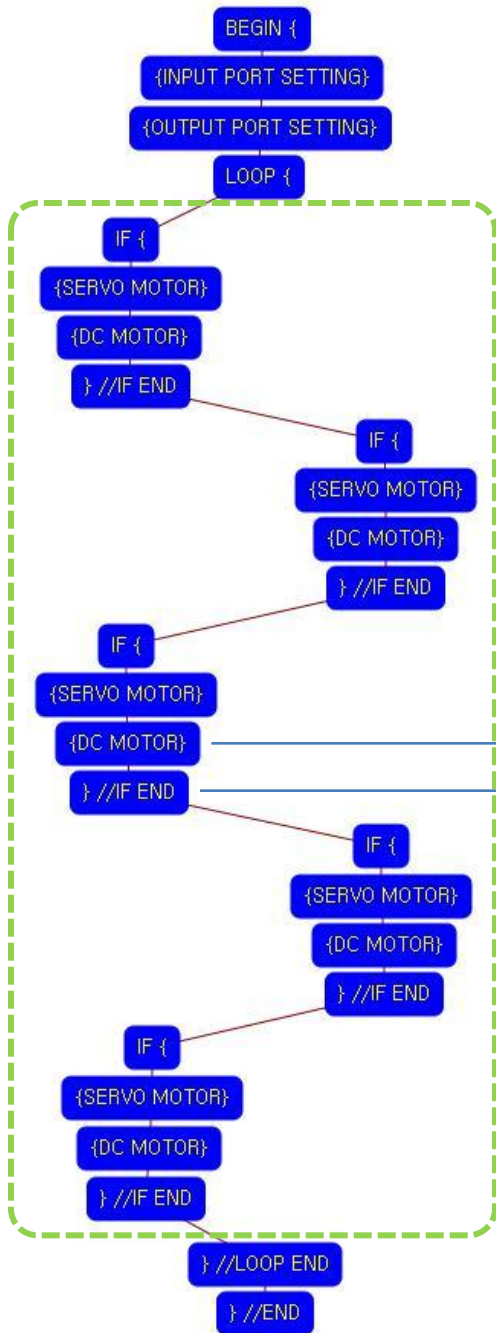 BEGIN {
{INPUT PORT SETTING}
{OUTPUT PORT SETTING}
LOOP {
IF {
{SERVO MOTOR}
{DC MOTOR}
} //IF END
IF {
{SERVO MOTOR}
{DC MOTOR}
} //IF END
IF {
{SERVO MOTOR}
{DC MOTOR}
} //IF END
IF {
{SERVO MOTOR}
{DC MOTOR}
} //IF END
IF {
{SERVO MOTOR}
{DC MOTOR}
} //IF END
} //LOOP END
} //END